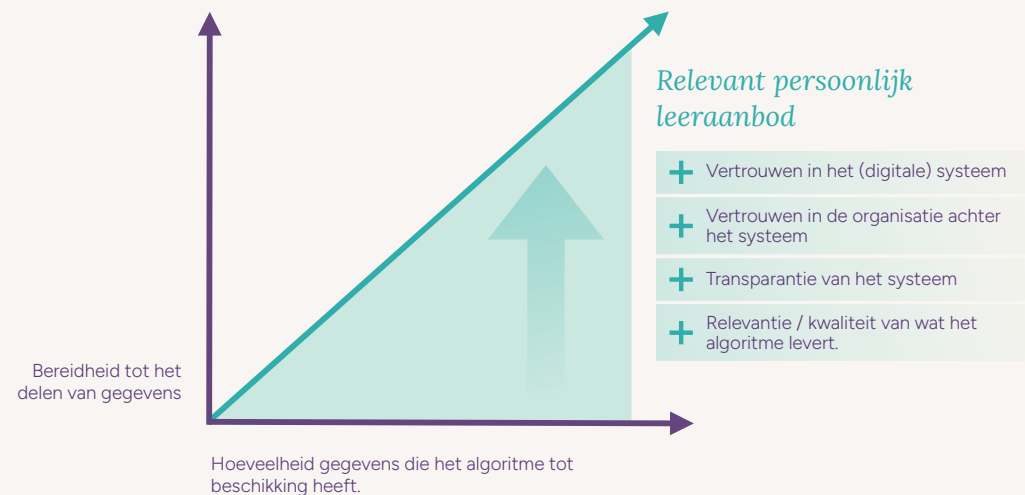 Relevant persoonlijk
leeraanbod
Vertrouwen in het (digitale) systeem
Vertrouwen in de organisatie achter
het systeem
Transparantie van het systeem
Relevantie / kwaliteit van wat het
algoritme levert.
Bereidheid tot het
delen van gegevens
Hoeveelheid gegevens die het algoritme tot
beschikking heeft.